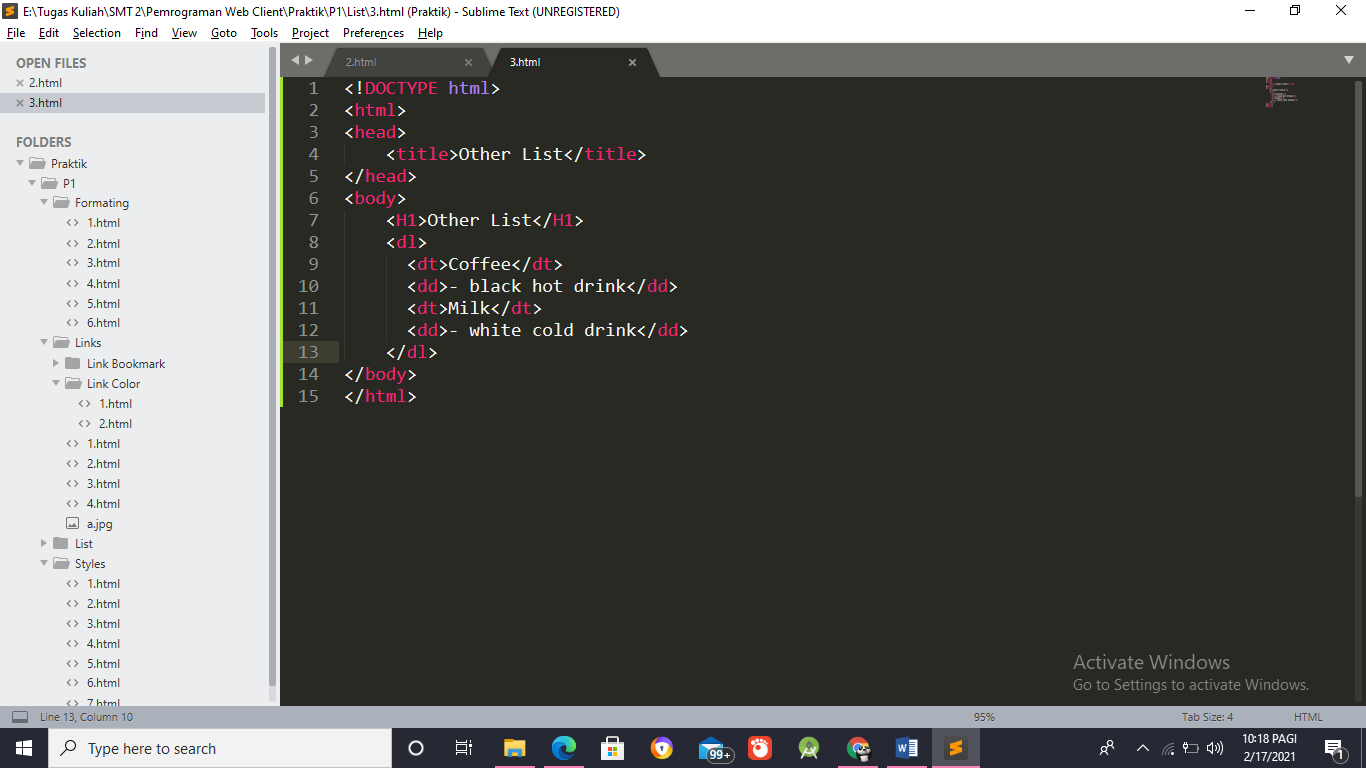 E:\Tugas Kuliah\SMT 2\Pemrograman Web Client\Praktik\P1\List\3.html (Praktik) - Sublime Text (UNREGISTERED)
File Edit Selection Find View Goto Tools Project Preferences Help
OPEN FILES
2.html
3.html
FOLDERS
Praktik
P1
Formating
1.html
2.html
3.html
4.html
5.html
6.html
Links
Link Bookmark
Link Color
1.html
2.html
1.html
2.html
3.html
4.html
a.jpg
List
Styles
1.html
2.html
3.html
4.html
5.html
6.html
7.html
2.html 3.html
1 <!DOCTYPE html>
2 <html>
3 <head>
4 <title>Other List</title>
5 </head>
6 <body>
7 <H1>Other List</H1>
8 <dl>
9 <dt>Coffee</dt>
10 <dd>- black hot drink</dd>
11 <dt>Milk</dt>
12 <dd>- white cold drink</dd>
13 </dl>
14 </body>
15 </html>
Activate Windows
Go to Settings to activate Windows.
Line 13, Column 10 95% Tab Size: 4 HTML
Type here to search
99+
10:18 PAGI
2/17/2021
1